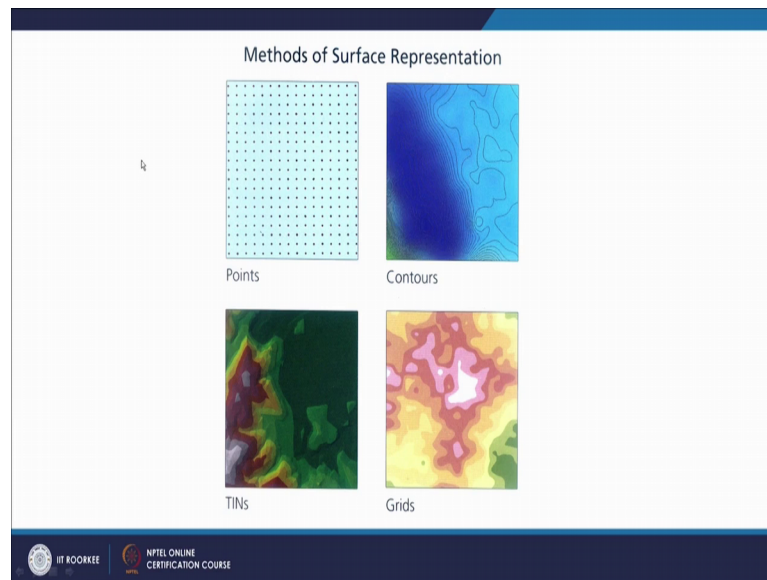 Methods of Surface Representation
Points
Contours
TINs
Grids
IIT ROORKEE
NPTEL ONLINE
CERTIFICATION COURSE